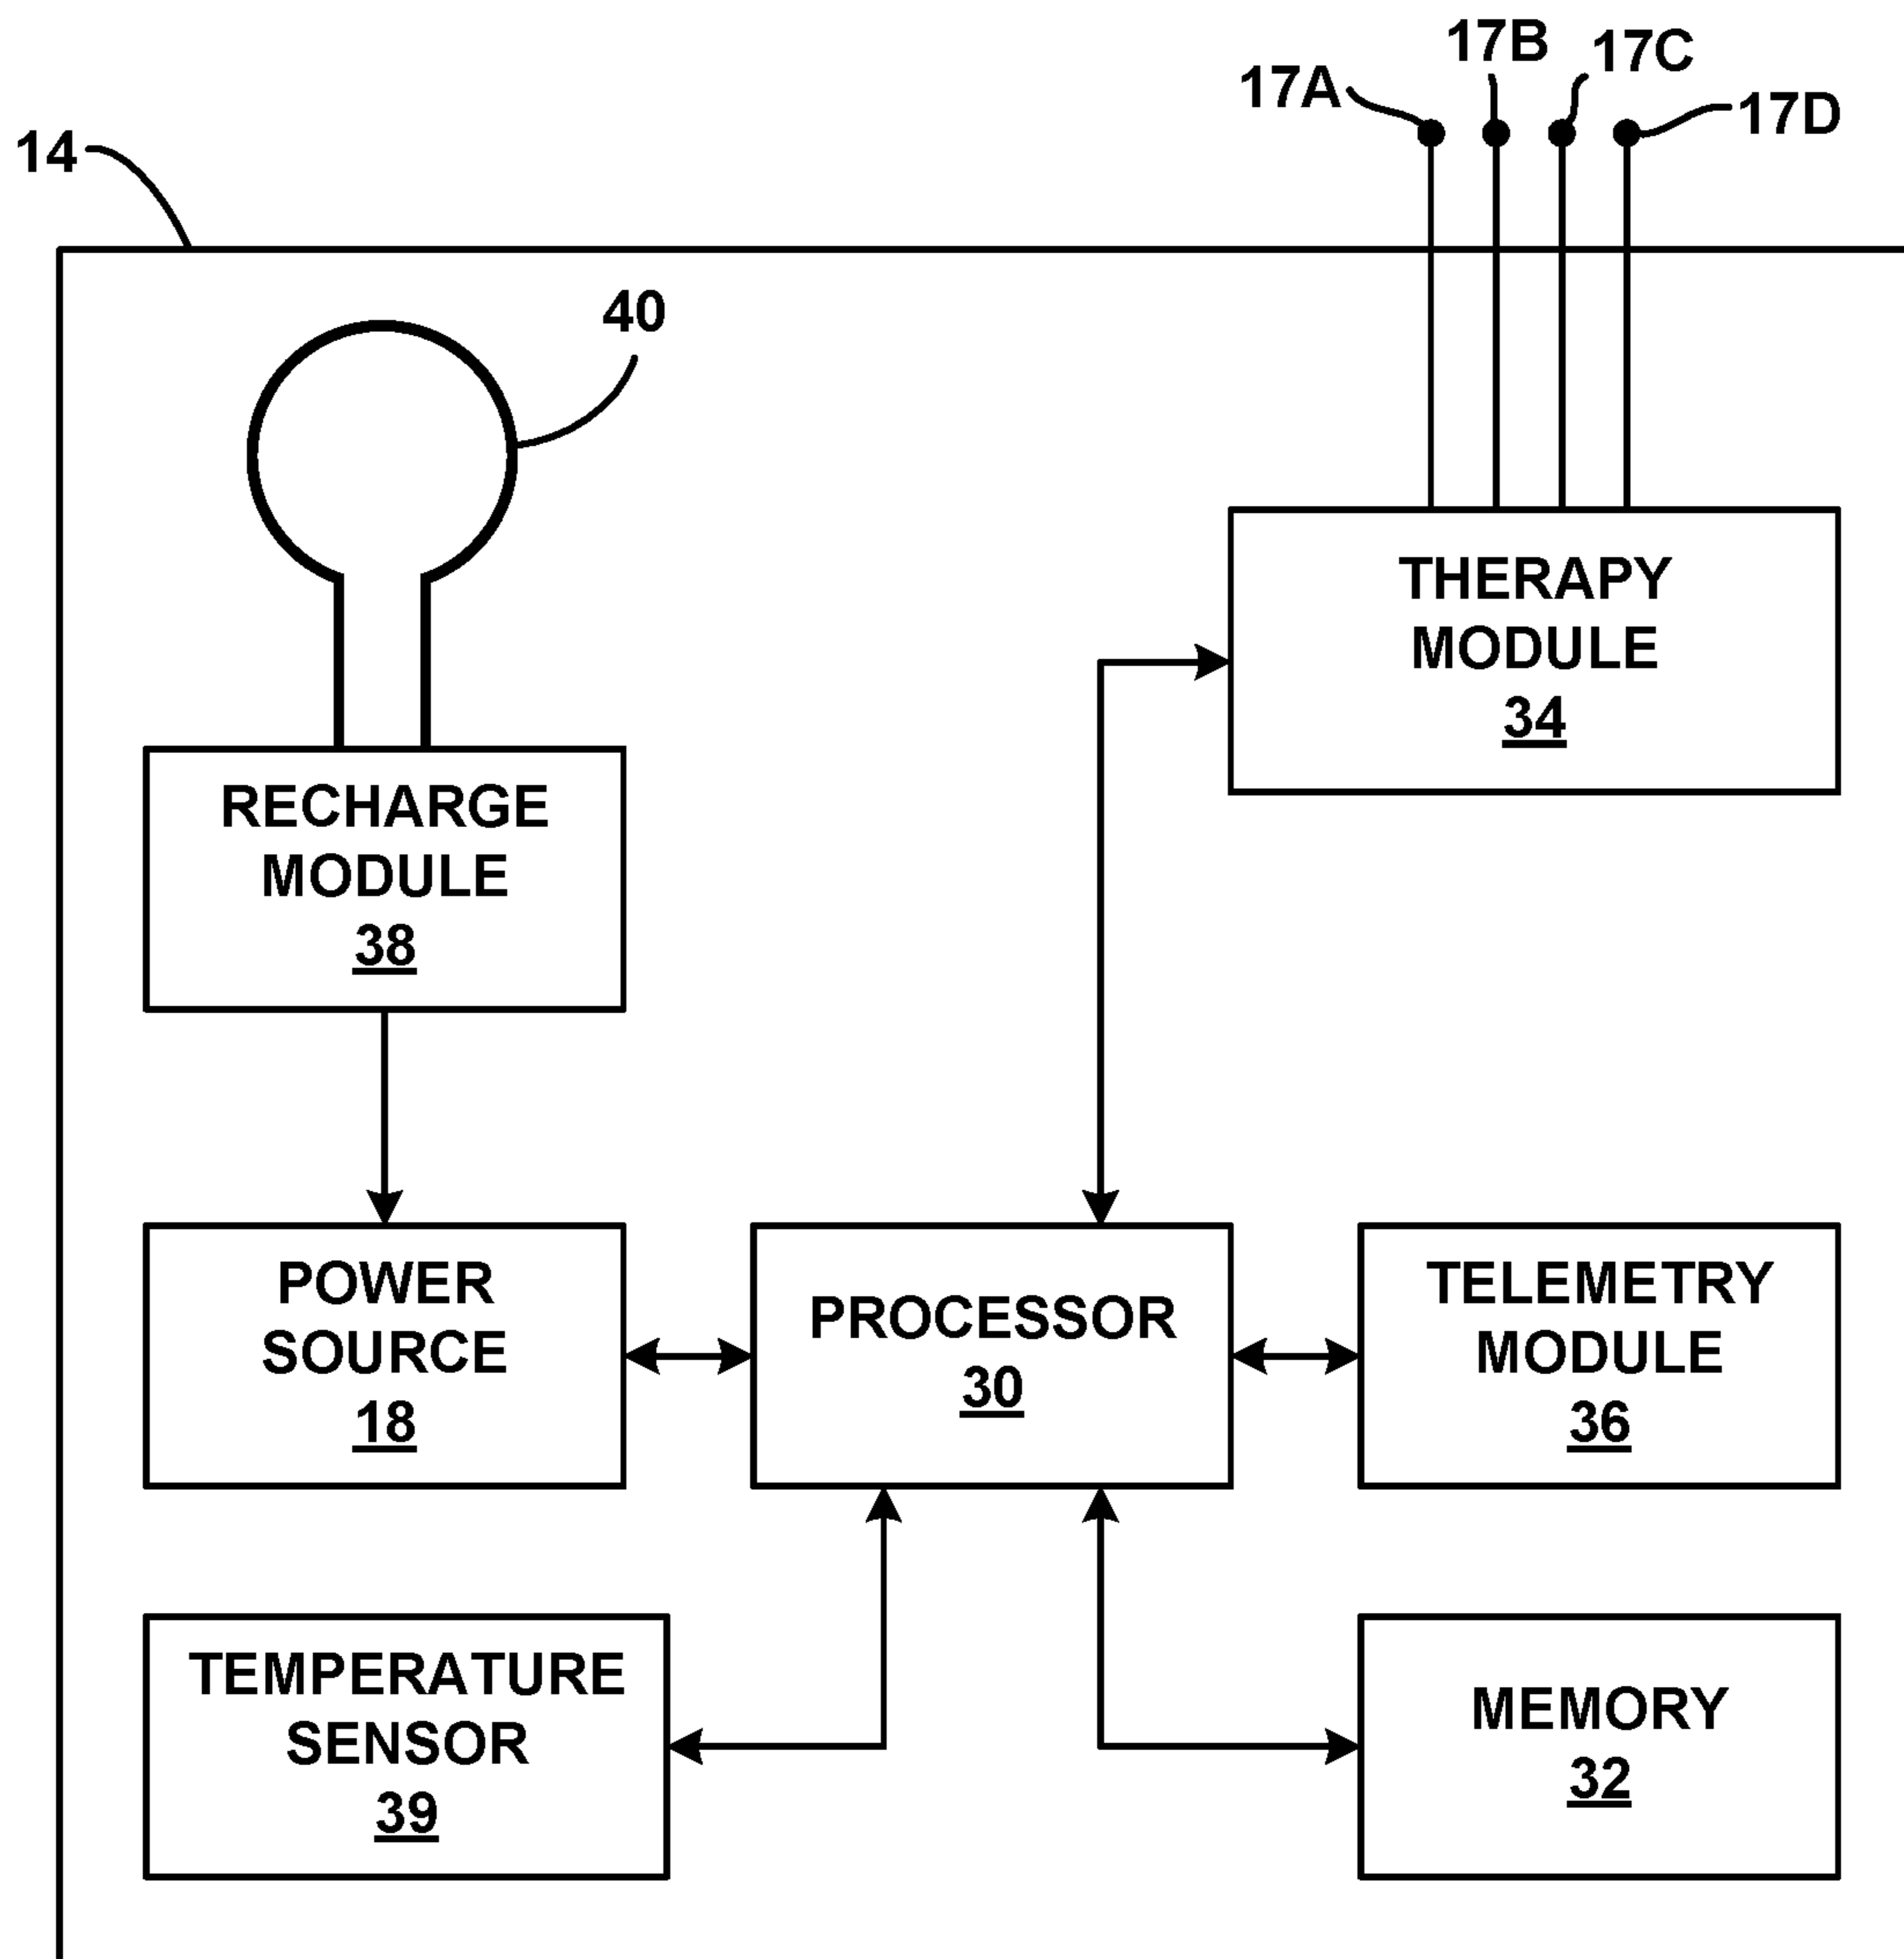 17B
17C
17A
17D
14
40
THERAPY
MODULE
34
RECHARGE
MODULE
38
POWER
SOURCE
18
PROCESSOR
30
TELEMETRY
MODULE
36
TEMPERATURE
SENSOR
39
MEMORY
32